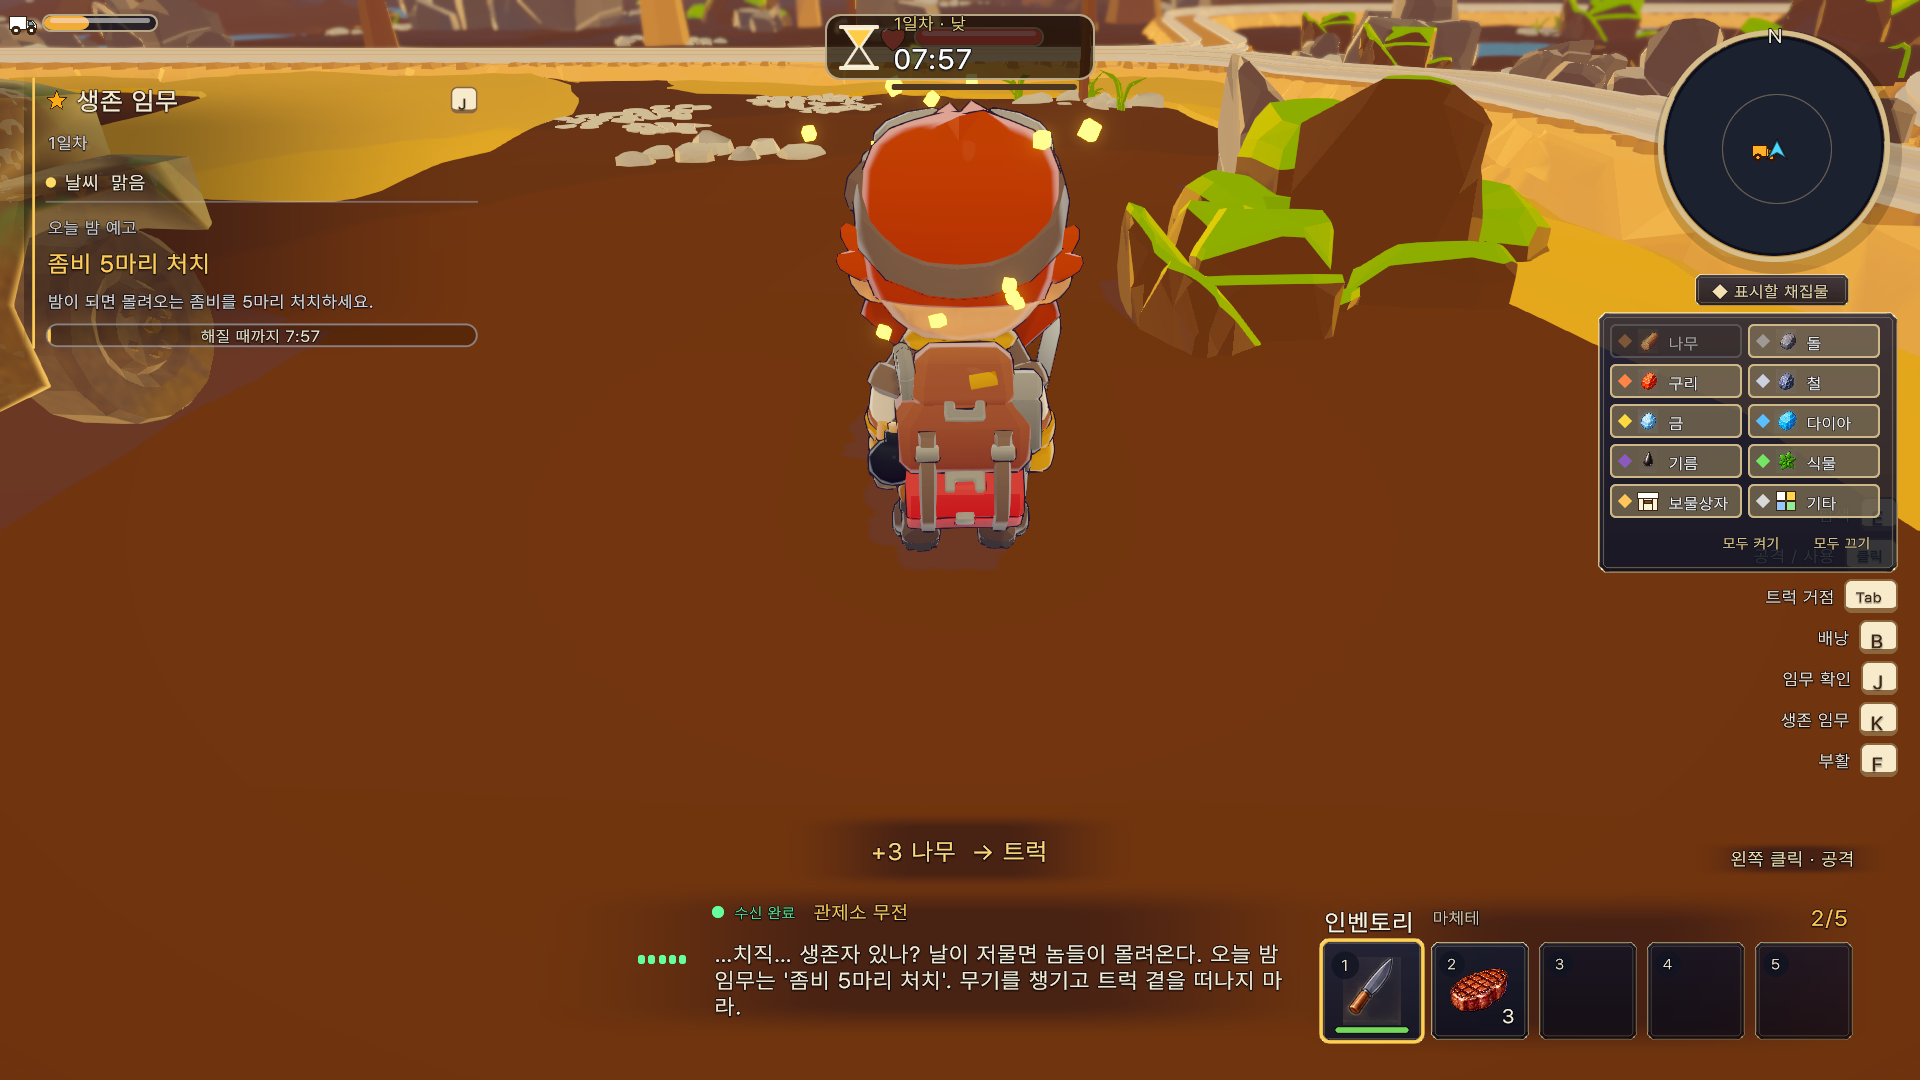 1일차 · 낮
07:57
N
생존 임무
J
1일차
날씨 맑음
오늘 밤 예고
좀비 5마리 처치
밤이 되면 몰려오는 좀비를 5마리 처치하세요.
해질 때까지 7:57
표시할 채집물
나무
돌
구리
철
금
다이아
기름
식물
보물상자
기타
모두 켜기
모두 끄기
공격 / 사용
클릭
트럭 거점
Tab
배낭
B
임무 확인
J
생존 임무
K
부활
F
+3 나무 → 트럭
왼쪽 클릭 · 공격
수신 완료 관제소 무전
...치직... 생존자 있나? 날이 저물면 놈들이 몰려온다. 오늘 밤
임무는 '좀비 5마리 처치'. 무기를 챙기고 트럭 곁을 떠나지 마
라.
인벤토리 마체테
2/5
1
2
3
3
4
5